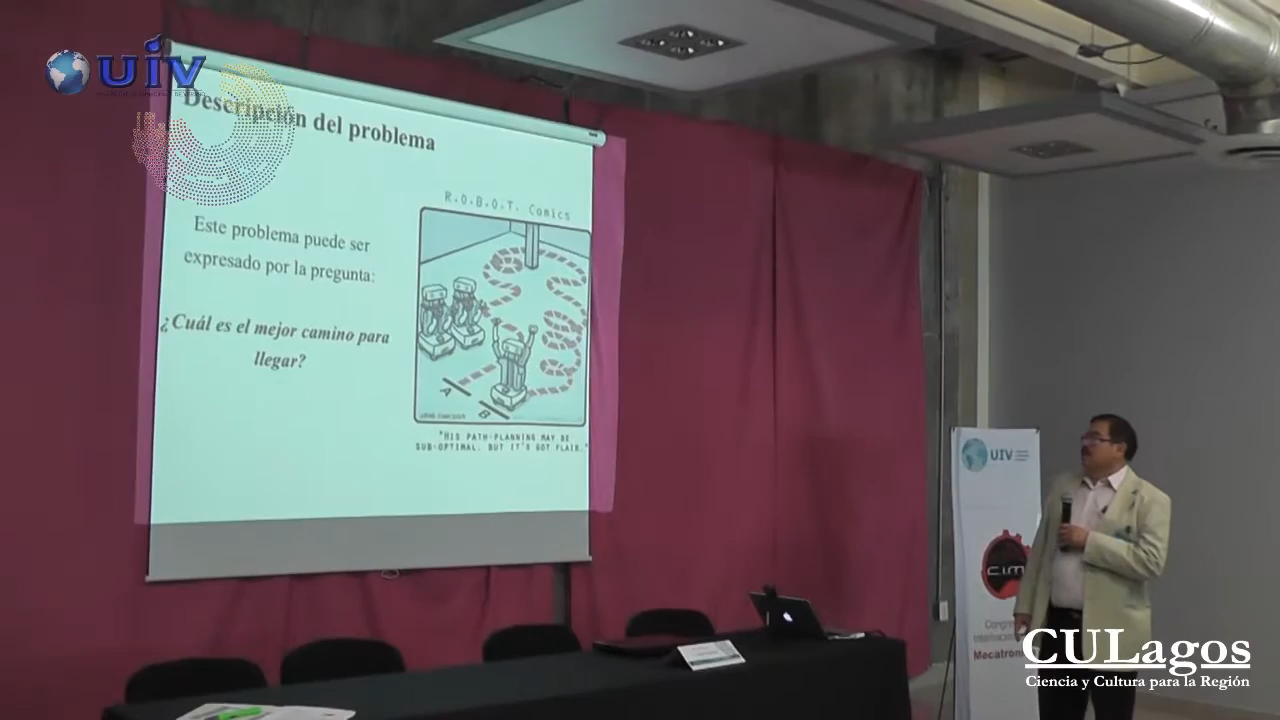 UIV
Descripción del problema
R.O.B.O.T. Comics
Este problema puede ser
expresado por la pregunta:
¿Cuál es el mejor camino para
llegar?
A
B
"HIS PATH-PLANNING MAY BE
SUB-OPTIMAL, BUT IT'S GOT FLAIR."
UIV
C.I.M
Mecatron
CULagos
Ciencia y Cultura para la Región